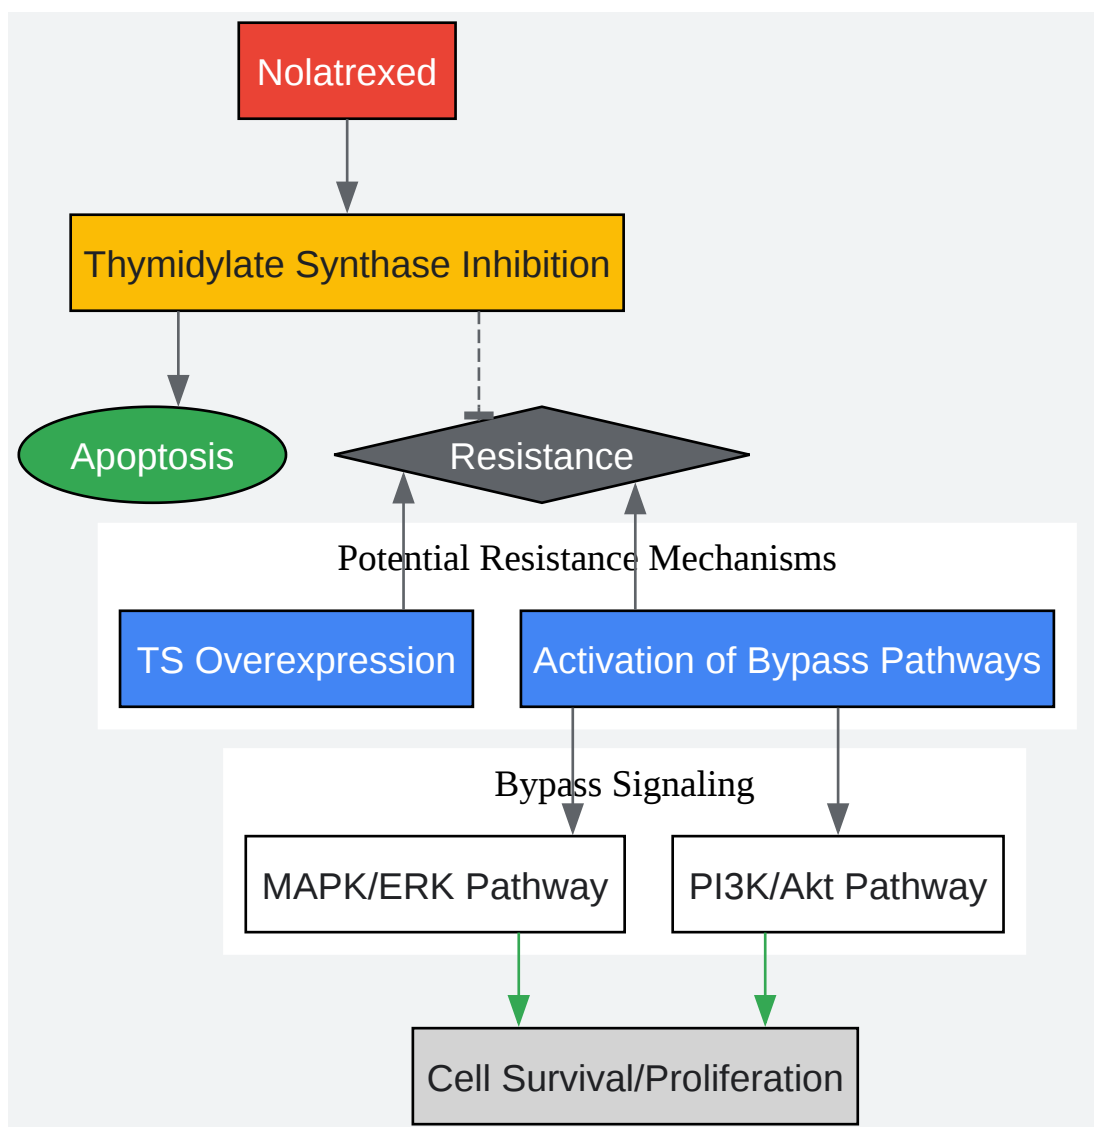 Nolatrexed
Thymidylate Synthase Inhibition
Apoptosis
Resistance
Potential Resistance Mechanisms
TS Overexpression
Activation of Bypass Pathways
Bypass Signaling
MAPK/ERK Pathway
PI3K/Akt Pathway
Cell Survival/Proliferation